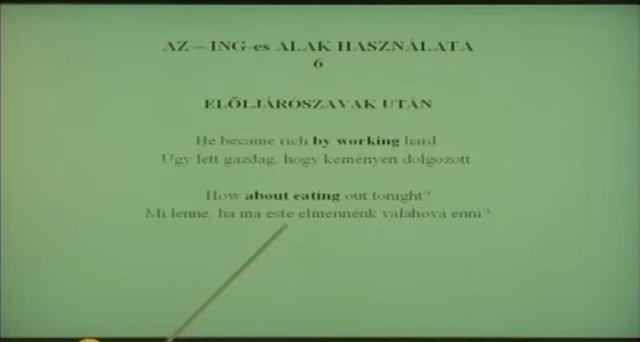 AZ – ING-es ALAK HASZNÁLATA
6
ELÕLJÁRÓSZAVAK UTÁN
He became rich by working hard
Úgy lett gazdag, hogy keményen dolgozott
How about eating out tonight?
Mi lenne, ha ma este elmennénk valahová enni?